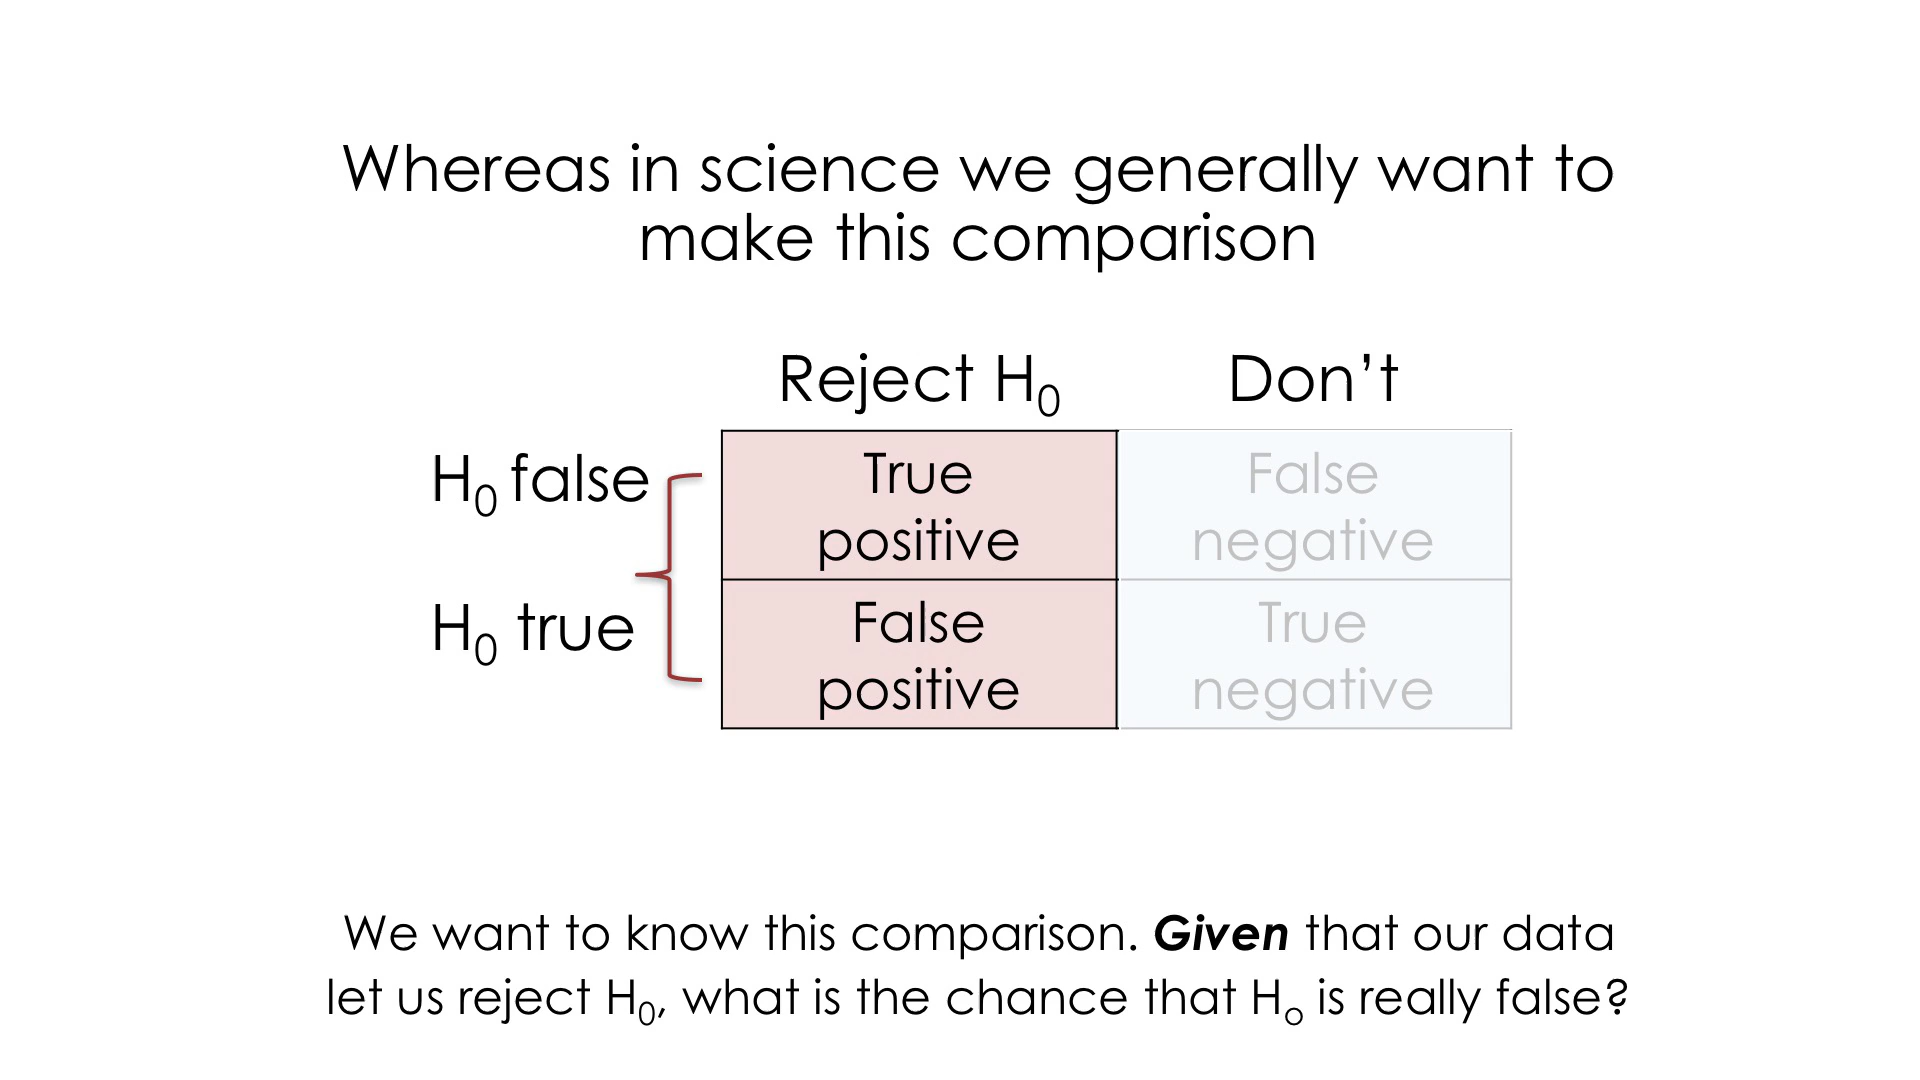 Whereas in science we generally want to
make this comparison
Reject H₀ Don’t
H₀ false
True
positive
False
negative
H₀ true
False
positive
True
negative
We want to know this comparison. Given that our data
let us reject H₀, what is the chance that Hₒ is really false?